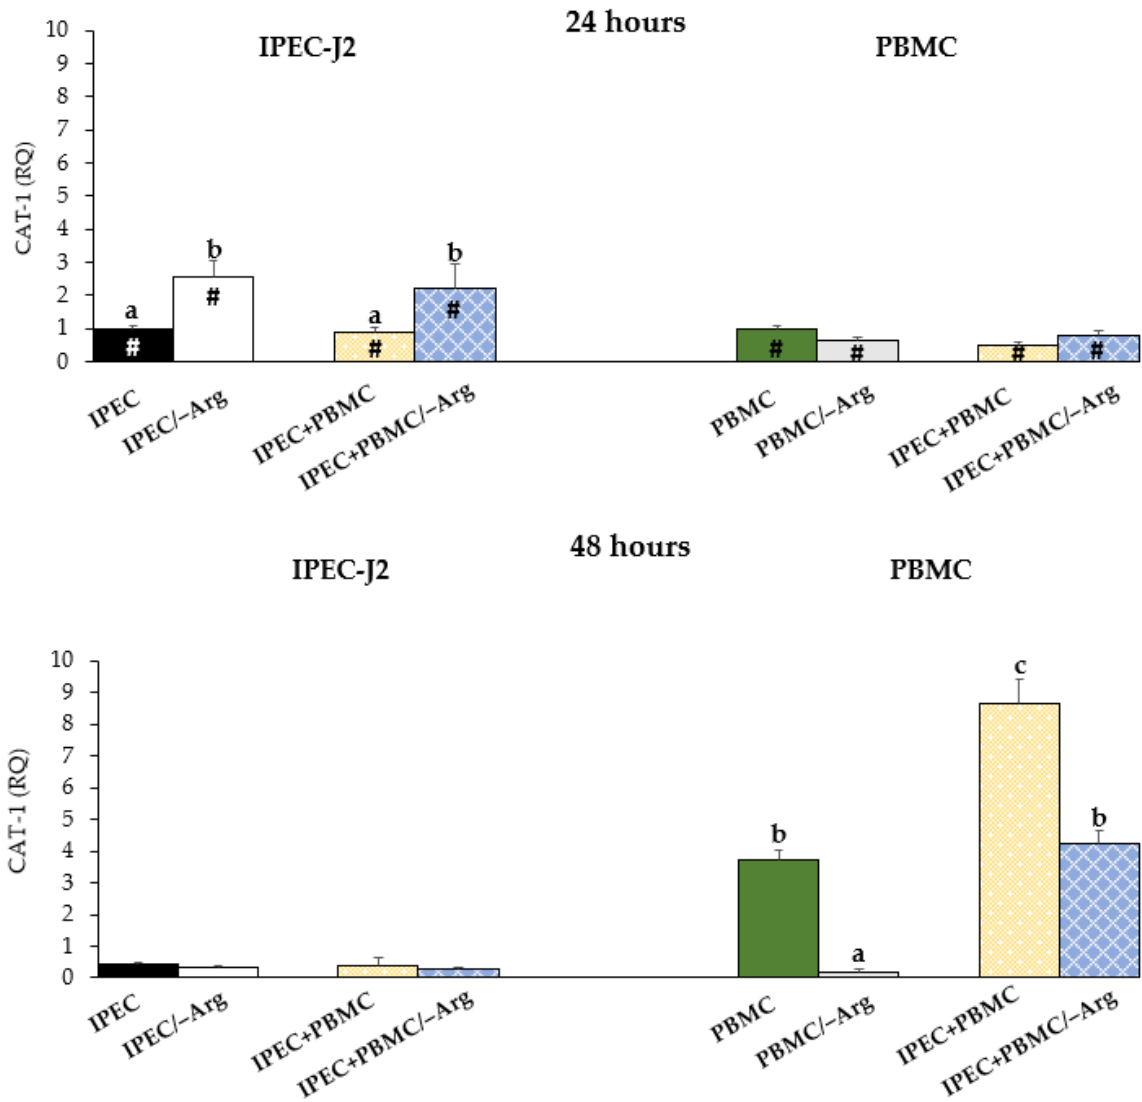 24 hours
IPEC-J2 PBMC
CAT-1 (RQ)
10
9
8
7
6
5
4
3
2
1
0
a b a b
# # # # # # # #
IPEC IPEC/–Arg IPEC+PBMC IPEC+PBMC/–Arg PBMC PBMC/–Arg IPEC+PBMC IPEC+PBMC/–Arg
48 hours
IPEC-J2 PBMC
CAT-1 (RQ)
10
9
8
7
6
5
4
3
2
1
0
b a c b
IPEC IPEC/–Arg IPEC+PBMC IPEC+PBMC/–Arg PBMC PBMC/–Arg IPEC+PBMC IPEC+PBMC/–Arg